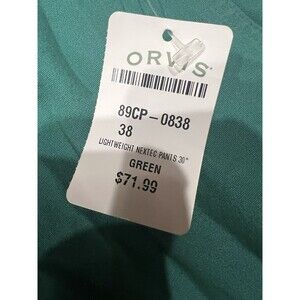 ORVIS
89CP-0838
38
LIGHTWEIGHT NEXTEC PANTS 30"
GREEN
$71.99